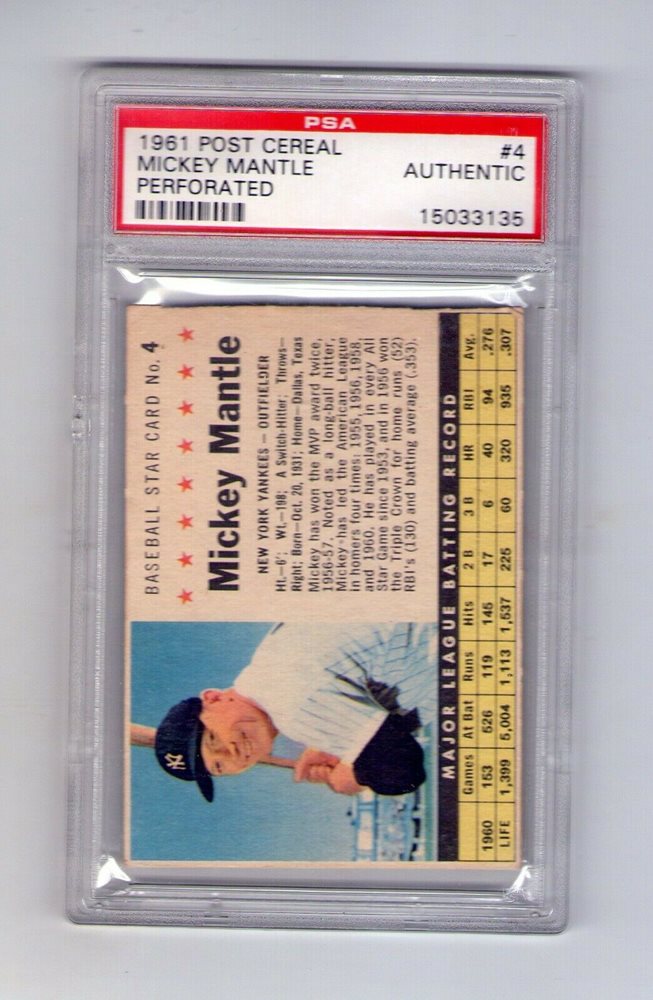 PSA
1961 POST CEREAL #4
MICKEY MANTLE AUTHENTIC
PERFORATED
15033135
BASEBALL STAR CARD No. 4
Mickey Mantle
NEW YORK YANKEES — OUTFIELDER
Ht.—6'; Wt.—198; A Switch-Hitter; Throws—
Right; Born—Oct. 20, 1931; Home—Dallas, Texas
Mickey has won the MVP award twice,
1956-57. Noted as a long-ball hitter,
Mickey has led the American League
in homers four times: 1955, 1956, 1958,
and 1960. He has played in every All
Star Game since 1953, and in 1956 won
the Triple Crown for home runs (52)
RBI's (130) and batting average (.353).
NY
MAJOR LEAGUE BATTING RECORD
Games At Bat Runs Hits 2 B 3 B HR RBI Avg.
1960 153 526 119 145 17 6 40 94 .276
LIFE 1,399 5,004 1,113 1,537 225 60 320 935 .307